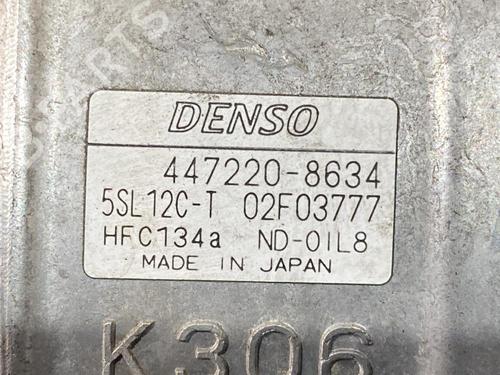 DENSO
447220-8634
5SL12C-T 02F03777
HFC134a ND-OIL8
MADE IN JAPAN
K306